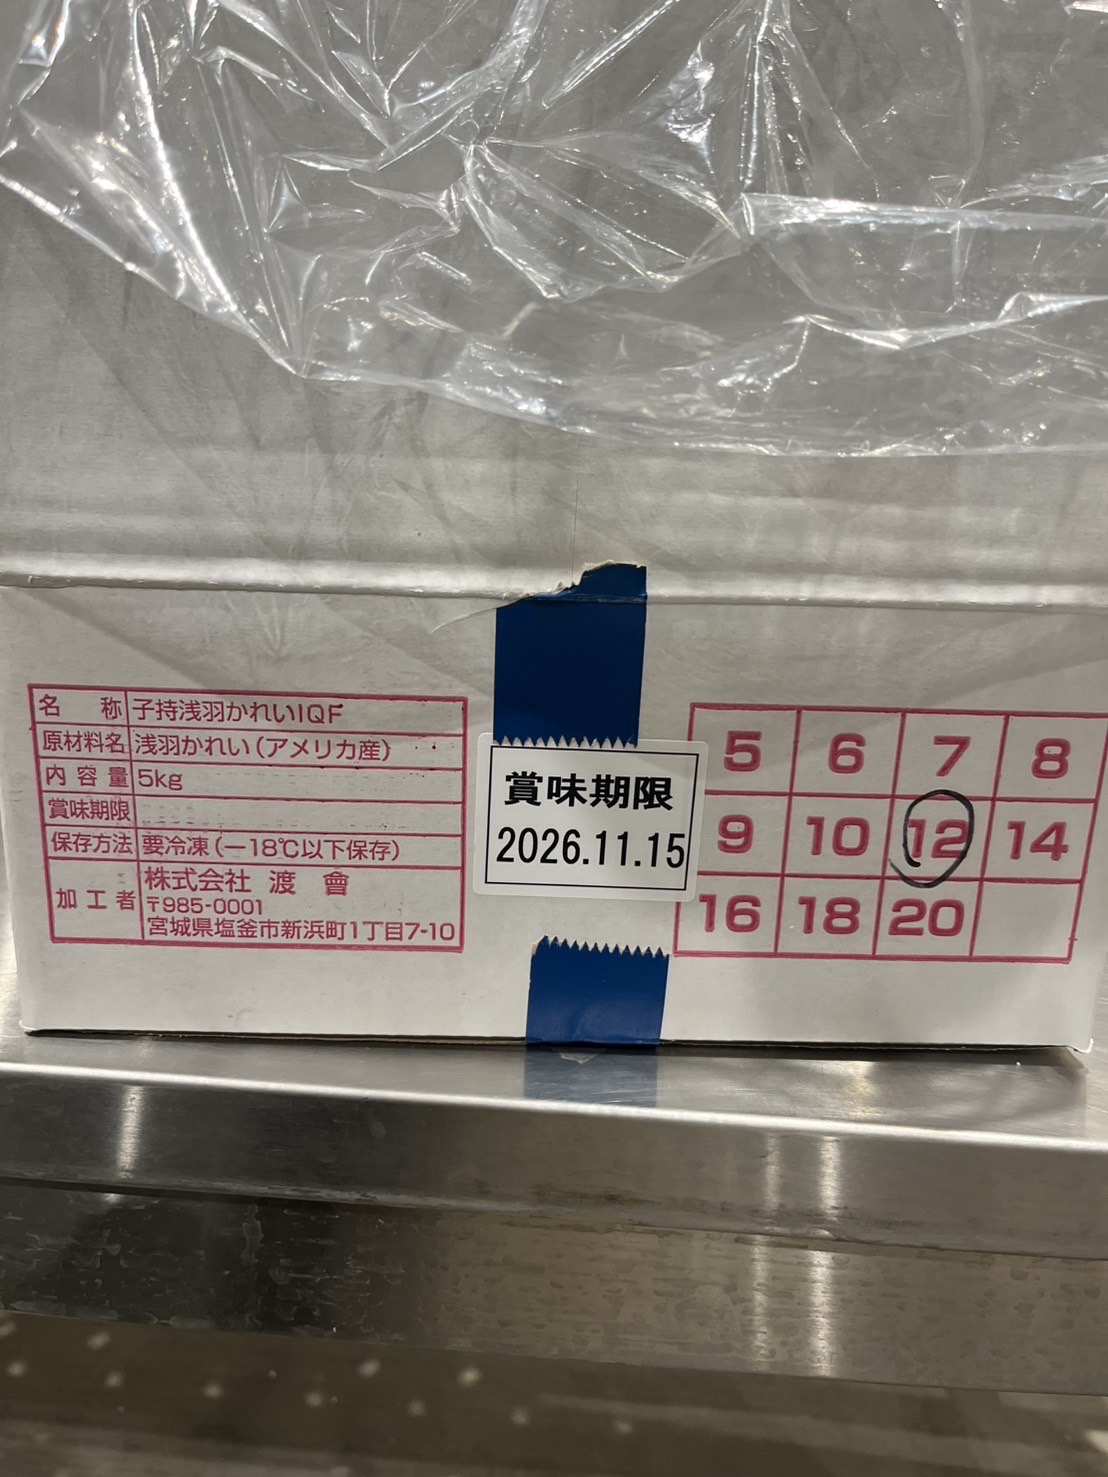 名 称 子持浅羽かれいIQF
原材料名 浅羽かれい(アメリカ産)
内容量 5kg
賞味期限
保存方法 要冷凍(-18℃以下保存)
加工者 株式会社 渡會
〒985-0001
宮城県塩釜市新浜町1丁目7-10
賞味期限
2026.11.15
5 6 7 8
9 10 12 14
16 18 20